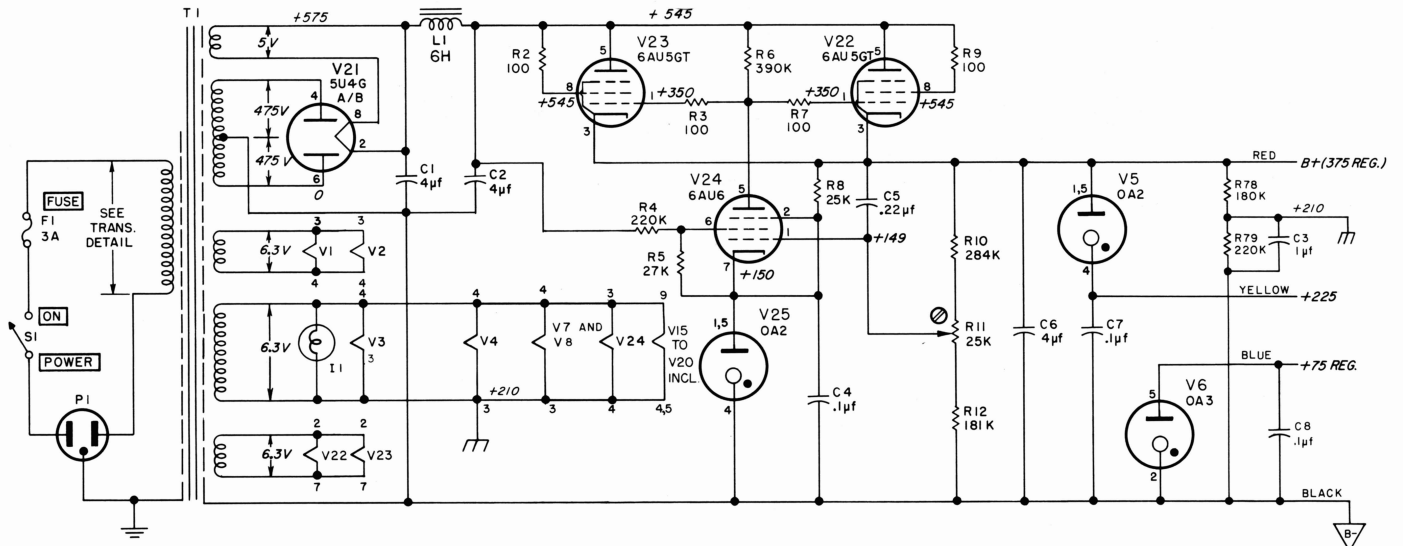 T1
+575
+545
5V
L1
6H
V21
5U4G
A/B
4
8
2
6
0
475V
475V
C1
4μf
C2
4μf
R2
100
V23
6AU5GT
5
8
+545
1
+350
3
R3
100
R6
390K
R7
100
V22
6AU5GT
5
+350
1
8
+545
3
R9
100
FUSE
F1
3A
SEE
TRANS.
DETAIL
ON
S1
POWER
P1
6.3V
3
V1
4
3
V2
4
6.3V
I1
4
V3
3
4
V4
3
4
V7 AND
V8
3
3
V24
4
9
V15
TO
V20
INCL.
4,5
+210
6.3V
2
V22
7
2
V23
7
R4
220K
R5
27K
V24
6AU6
5
6
2
1
7
+150
R8
25K
C5
.22μf
+149
V25
0A2
1,5
4
C4
.1μf
R10
284K
R11
25K
R12
181K
C6
4μf
V5
0A2
1,5
4
C7
.1μf
RED
B+(375 REG.)
R78
180K
+210
R79
220K
C3
1μf
YELLOW
+225
BLUE
+75 REG.
V6
0A3
5
2
C8
.1μf
BLACK
B-